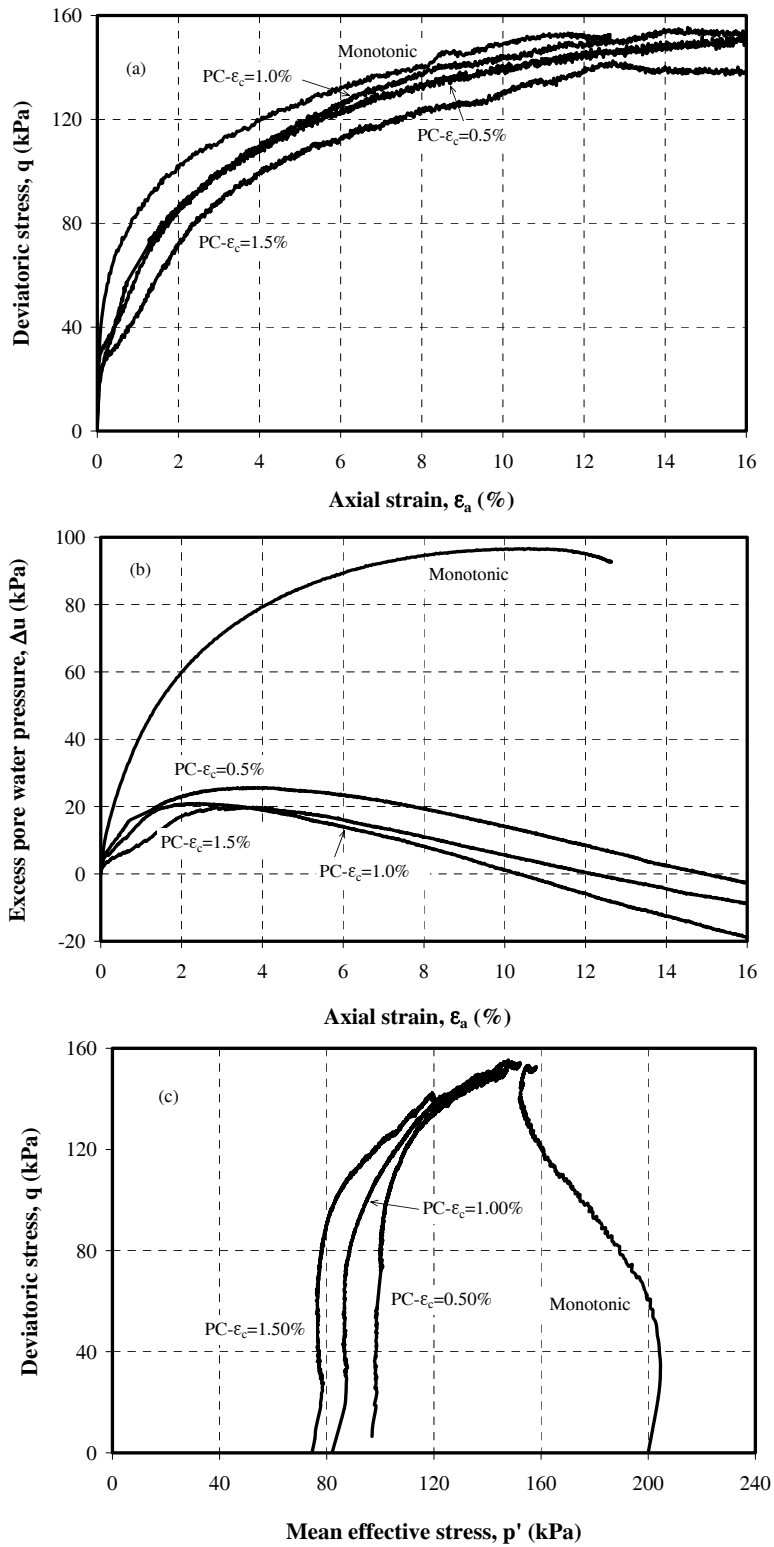 160
120
80
40
0
Deviatoric stress, q (kPa)
(a)
Monotonic
PC-εc=1.0%
PC-εc=0.5%
PC-εc=1.5%
0 2 4 6 8 10 12 14 16
Axial strain, εa (%)
100
80
60
40
20
0
-20
Excess pore water pressure, Δu (kPa)
(b)
Monotonic
PC-εc=0.5%
PC-εc=1.5%
PC-εc=1.0%
0 2 4 6 8 10 12 14 16
Axial strain, εa (%)
160
120
80
40
0
Deviatoric stress, q (kPa)
(c)
PC-εc=1.00%
PC-εc=0.50%
Monotonic
PC-εc=1.50%
0 40 80 120 160 200 240
Mean effective stress, p' (kPa)